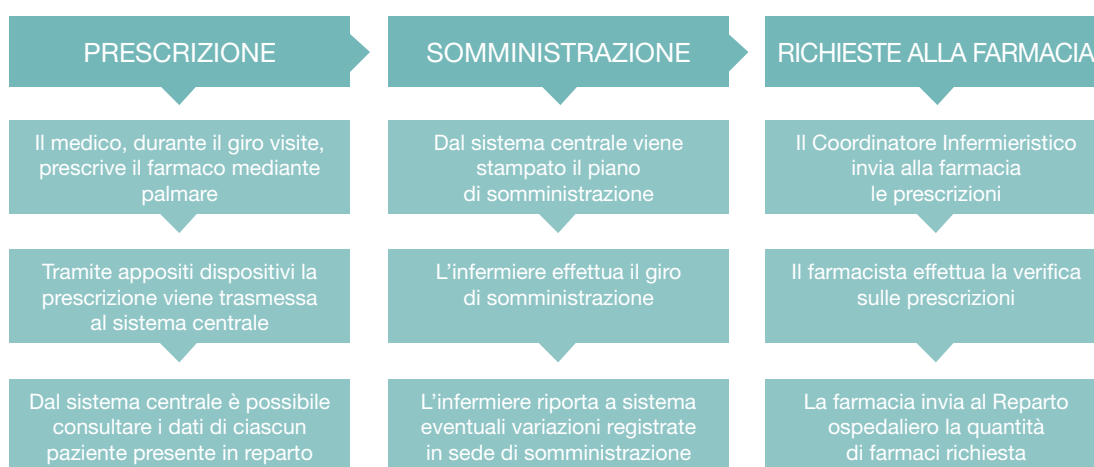 PRESCRIZIONE
Il medico, durante il giro visite,
prescrive il farmaco mediante
palmare
Tramite appositi dispositivi la
prescrizione viene trasmessa
al sistema centrale
Dal sistema centrale è possibile
consultare i dati di ciascun
paziente presente in reparto
SOMMINISTRAZIONE
Dal sistema centrale viene
stampato il piano
di somministrazione
L'infermiere effettua il giro
di somministrazione
L'infermiere riporta a sistema
eventuali variazioni registrate
in sede di somministrazione
RICHIESTE ALLA FARMACIA
Il Coordinatore Infermieristico
invia alla farmacia
le prescrizioni
Il farmacista effettua la verifica
sulle prescrizioni
La farmacia invia al Reparto
ospedaliero la quantità
di farmaci richiesta